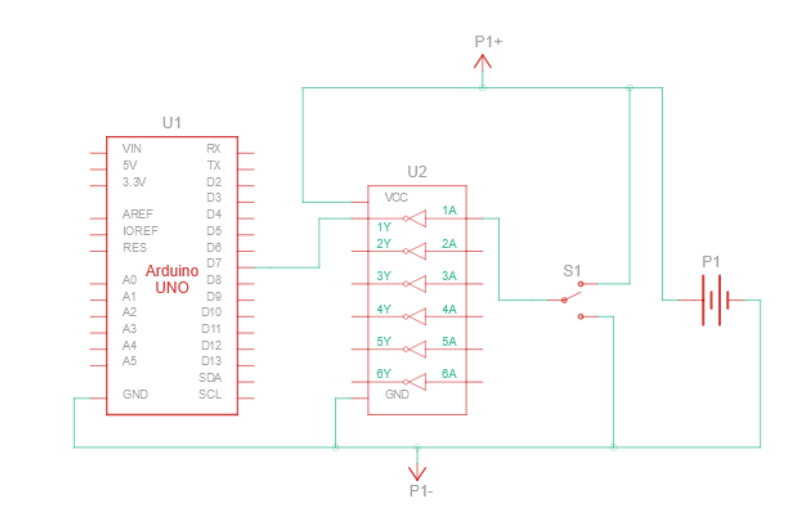 P1+
U1
VIN RX
5V TX
3.3V D2
D3
AREF D4
IOREF D5
RES D6
D7
Arduino
UNO
A0 D8
A1 D9
A2 D10
A3 D11
A4 D12
A5 D13
SDA
GND SCL
U2
VCC
1Y 1A
2Y 2A
3Y 3A
4Y 4A
5Y 5A
6Y 6A
GND
S1
P1
P1-